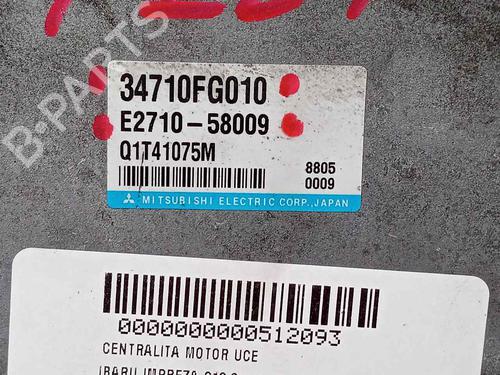 B-PARTS
34710FG010
E2710-58009
Q1T41075M
8805
0009
MITSUBISHI ELECTRIC CORP., JAPAN
0000000000512093
CENTRALITA MOTOR UCE